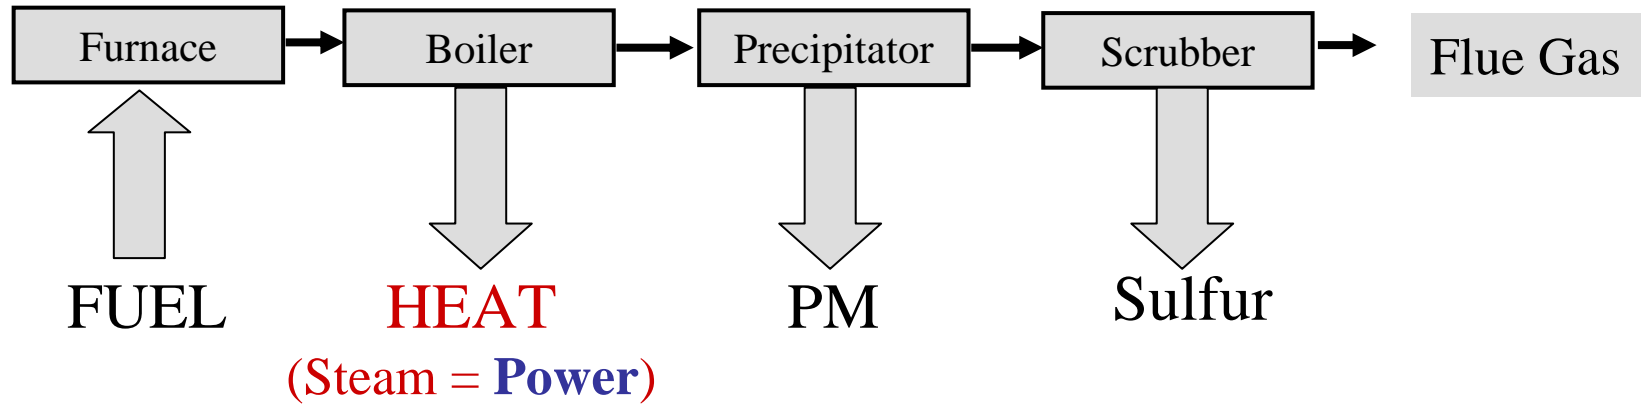 Furnace
Boiler
Precipitator
Scrubber
Flue Gas
FUEL
HEAT
(Steam = Power)
PM
Sulfur